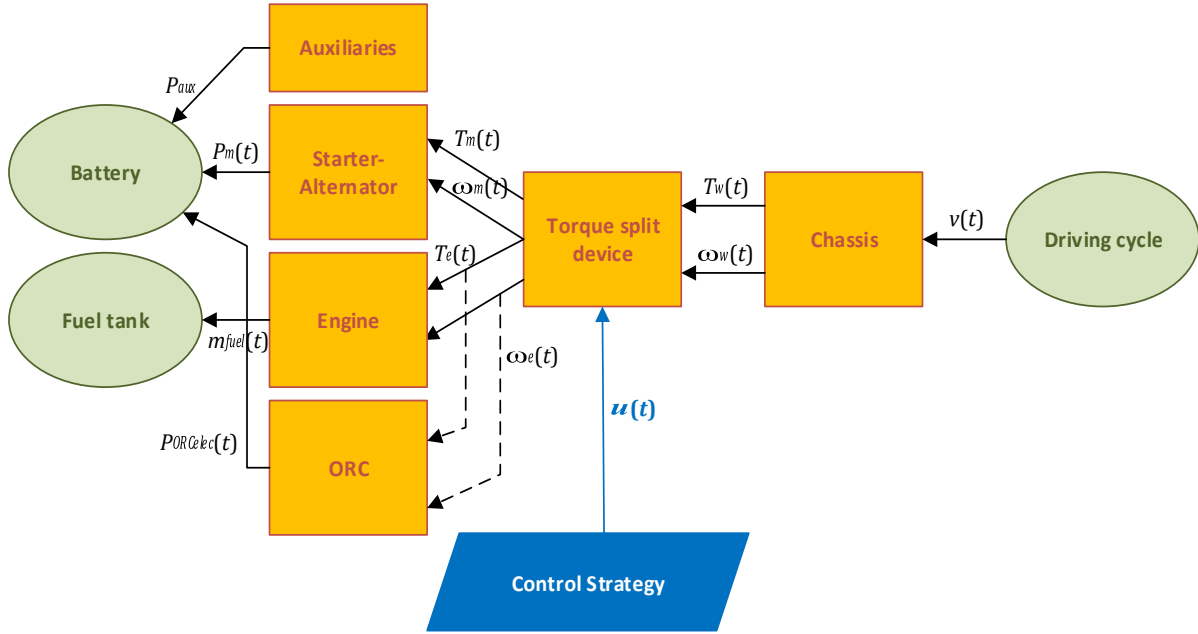 Auxiliaries
Paux
Battery
Pm(t)
Starter-
Alternator
Tm(t)
ωm(t)
Torque split
device
Tw(t)
ωw(t)
Chassis
v(t)
Driving cycle
Te(t)
Fuel tank
mfuel(t)
Engine
ωe(t)
u(t)
PORCelec(t)
ORC
Control Strategy